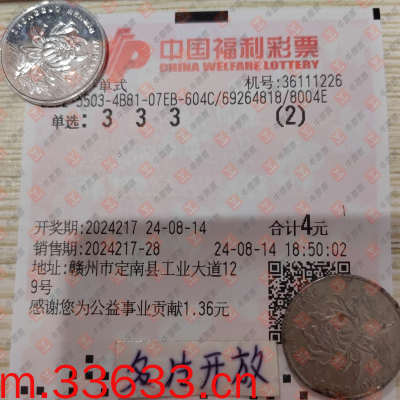 中国福利彩票
CHINA WELFARE LOTTERY
单式 机号:36111226
5503-4B81-07EB-604C/69264818/8004E
单选: 3 3 3 (2)
开奖期:2024217 24-08-14 合计4元
销售期:2024217-28 24-08-14 18:50:02
地址:赣州市定南县工业大道12
9号
感谢您为公益事业贡献1.36元
名片开放
m.33633.cn